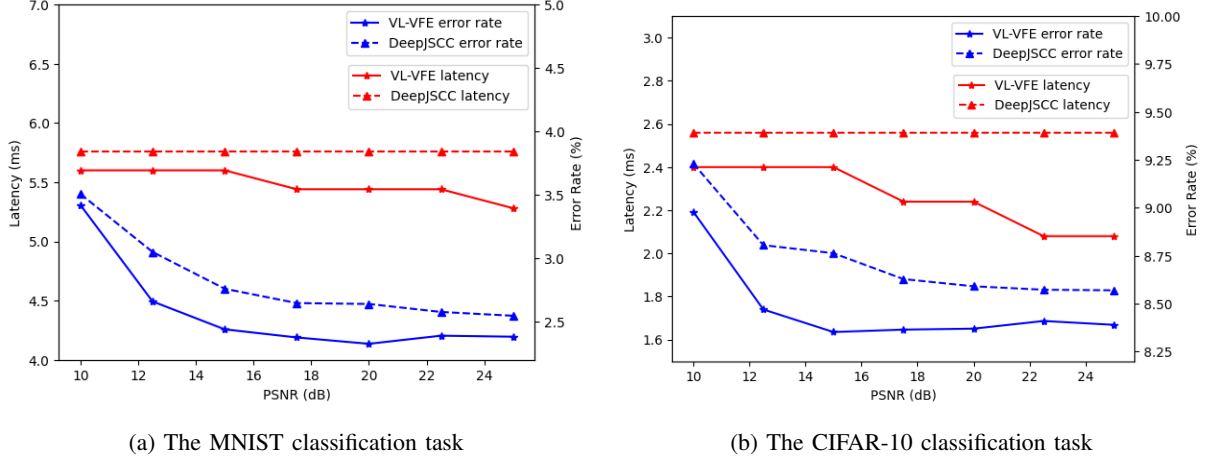 7.0
6.5
6.0
5.5
5.0
4.5
4.0
Latency (ms)
10 12 14 16 18 20 22 24
PSNR (dB)
5.0
4.5
4.0
3.5
3.0
2.5
Error Rate (%)
VL-VFE error rate
DeepJSCC error rate
VL-VFE latency
DeepJSCC latency
(a) The MNIST classification task
3.0
2.8
2.6
2.4
2.2
2.0
1.8
1.6
Latency (ms)
10 12 14 16 18 20 22 24
PSNR (dB)
10.00
9.75
9.50
9.25
9.00
8.75
8.50
8.25
Error Rate (%)
VL-VFE error rate
DeepJSCC error rate
VL-VFE latency
DeepJSCC latency
(b) The CIFAR-10 classification task